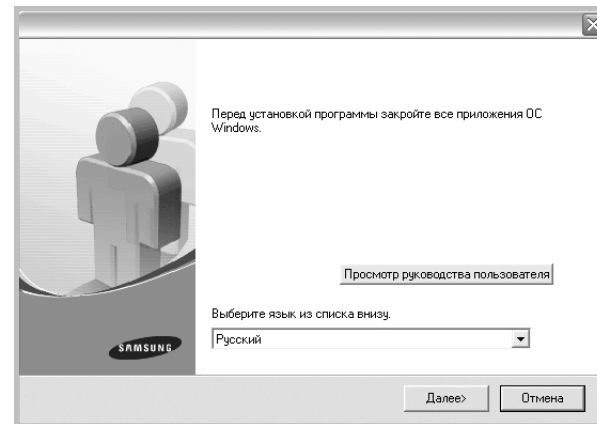 Перед установкой программы закройте все приложения ОС
Windows.
Просмотр руководства пользователя
Выберите язык из списка внизу.
Русский
SAMSUNG
Далее>
Отмена